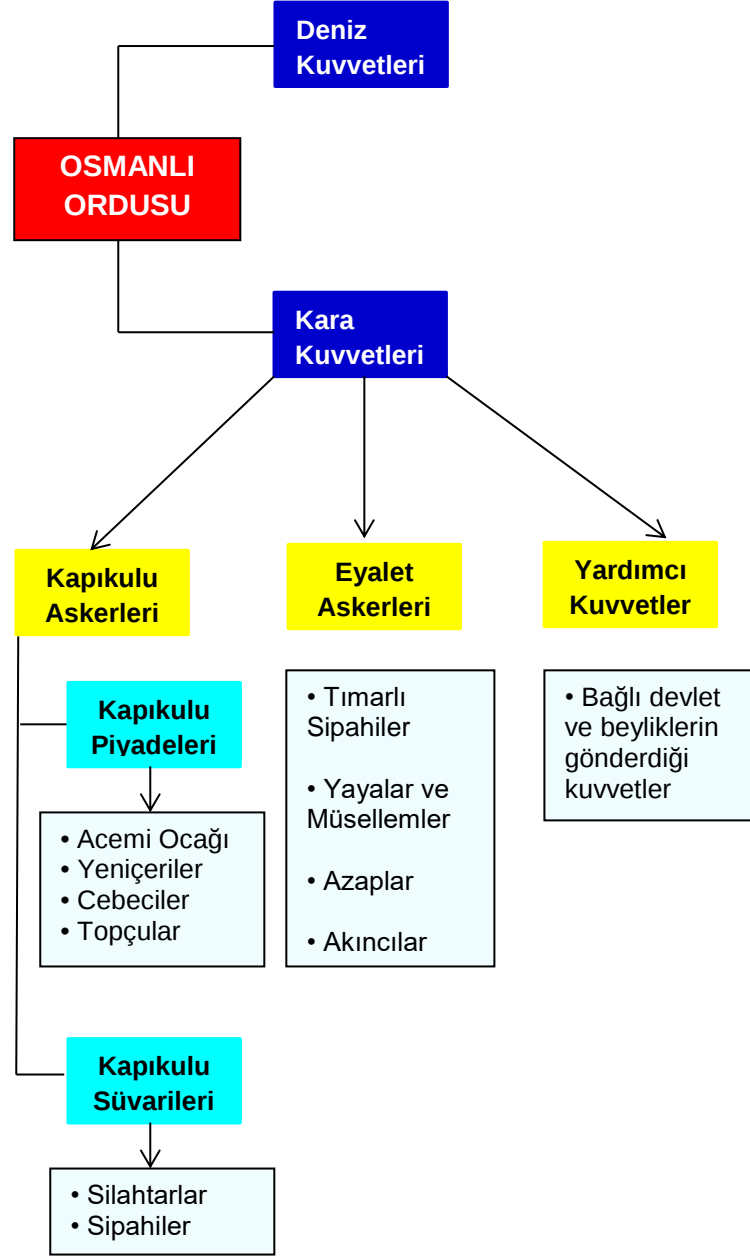 Deniz
Kuvvetleri
OSMANLI
ORDUSU
Kara
Kuvvetleri
Kapıkulu
Askerleri
Eyalet
Askerleri
Yardımcı
Kuvvetler
Kapıkulu
Piyadeleri
• Acemi Ocağı
• Yeniçeriler
• Cebeciler
• Topçular
• Tımarlı
Sipahiler
• Yayalar ve
Müsellemler
• Azaplar
• Akıncılar
• Bağlı devlet
ve beyliklerin
gönderdiği
kuvvetler
Kapıkulu
Süvarileri
• Silahtarlar
• Sipahiler